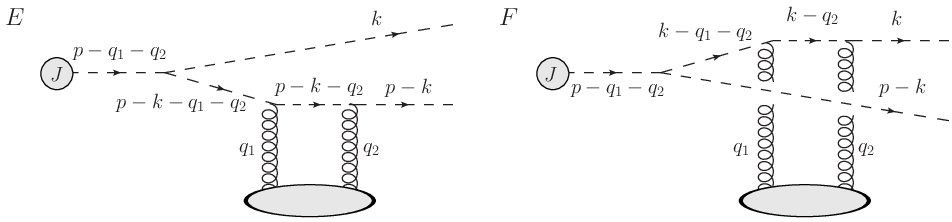 E
k
p − q₁ − q₂
J
p − k − q₂
p − k
p − k − q₁ − q₂
q₁
q₂
F
k − q₂
k
k − q₁ − q₂
J
p − q₁ − q₂
p − k
q₁
q₂